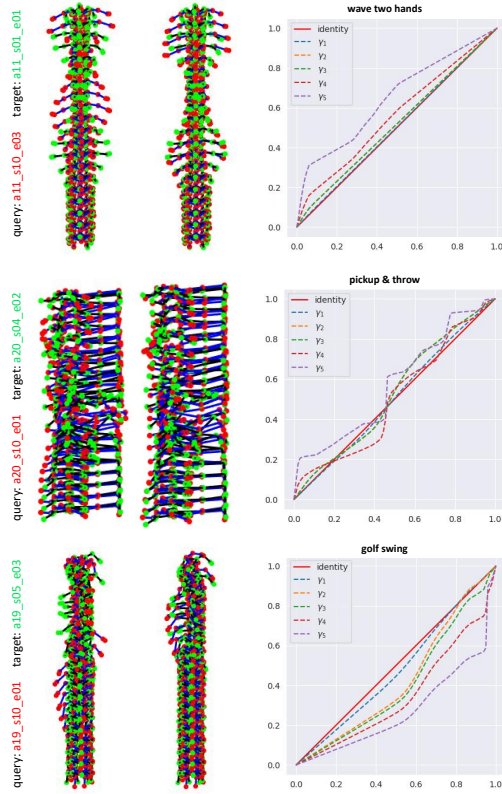 query: a11_s10_e03 target: a11_s01_e01
wave two hands
identity
γ1
γ2
γ3
γ4
γ5
1.0
0.8
0.6
0.4
0.2
0.0
0.0 0.2 0.4 0.6 0.8 1.0
query: a20_s10_e01 target: a20_s04_e02
pickup & throw
identity
γ1
γ2
γ3
γ4
γ5
1.0
0.8
0.6
0.4
0.2
0.0
0.0 0.2 0.4 0.6 0.8 1.0
query: a19_s10_e01 target: a19_s05_e03
golf swing
identity
γ1
γ2
γ3
γ4
γ5
1.0
0.8
0.6
0.4
0.2
0.0
0.0 0.2 0.4 0.6 0.8 1.0